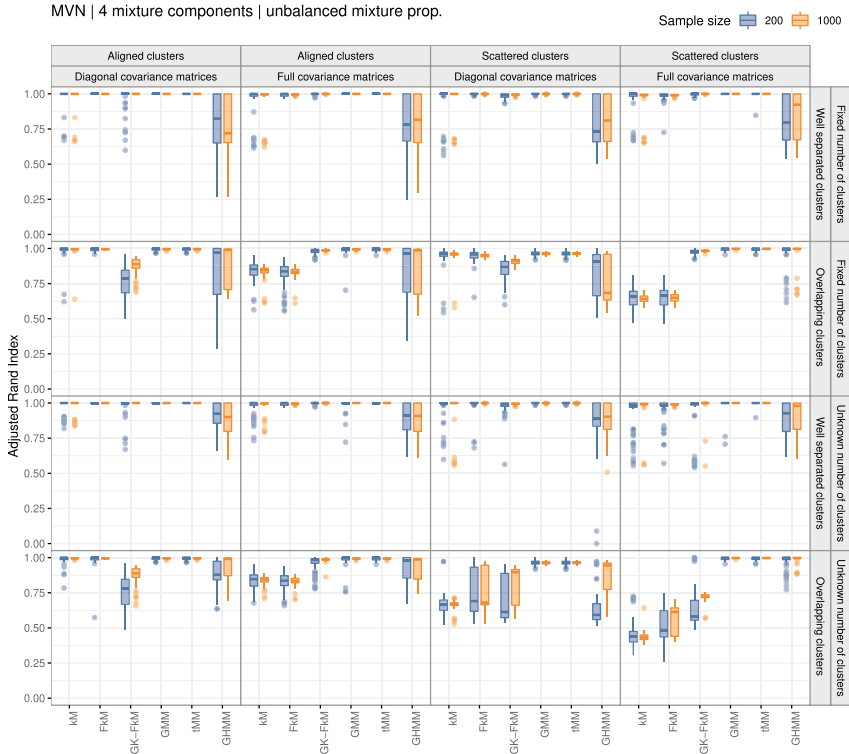 MVN | 4 mixture components | unbalanced mixture prop.
Sample size 200 1000
Aligned clusters Aligned clusters Scattered clusters Scattered clusters
Diagonal covariance matrices Full covariance matrices Diagonal covariance matrices Full covariance matrices
Adjusted Rand Index
1.00
0.75
0.50
0.25
0.00
Well separated clusters
Fixed number of clusters
1.00
0.75
0.50
0.25
0.00
Overlapping clusters
Fixed number of clusters
1.00
0.75
0.50
0.25
0.00
Well separated clusters
Unknown number of clusters
1.00
0.75
0.50
0.25
0.00
Overlapping clusters
Unknown number of clusters
kM FkM GK−FkM GMM tMM GHMM kM FkM GK−FkM GMM tMM GHMM kM FkM GK−FkM GMM tMM GHMM kM FkM GK−FkM GMM tMM GHMM